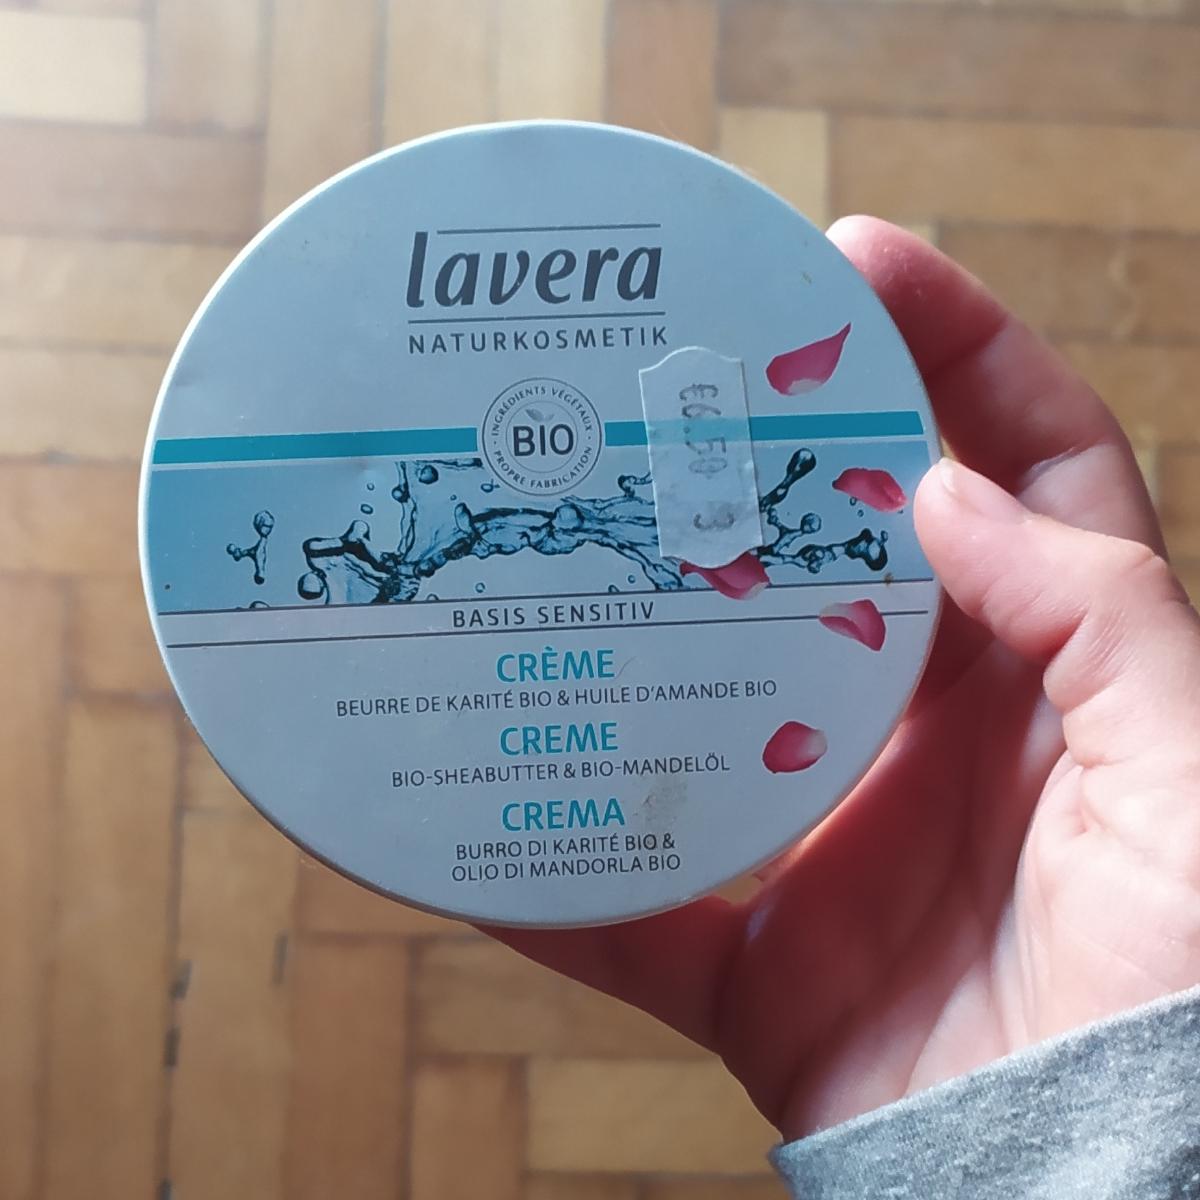 lavera
NATURKOSMETIK
· INGRÉDIENTS VÉGÉTAUX ·
BIO
PROPRE FABRICATION
€6.50 3
BASIS SENSITIV
CRÈME
BEURRE DE KARITÉ BIO & HUILE D'AMANDE BIO
CREME
BIO-SHEABUTTER & BIO-MANDELÖL
CREMA
BURRO DI KARITÉ BIO &
OLIO DI MANDORLA BIO